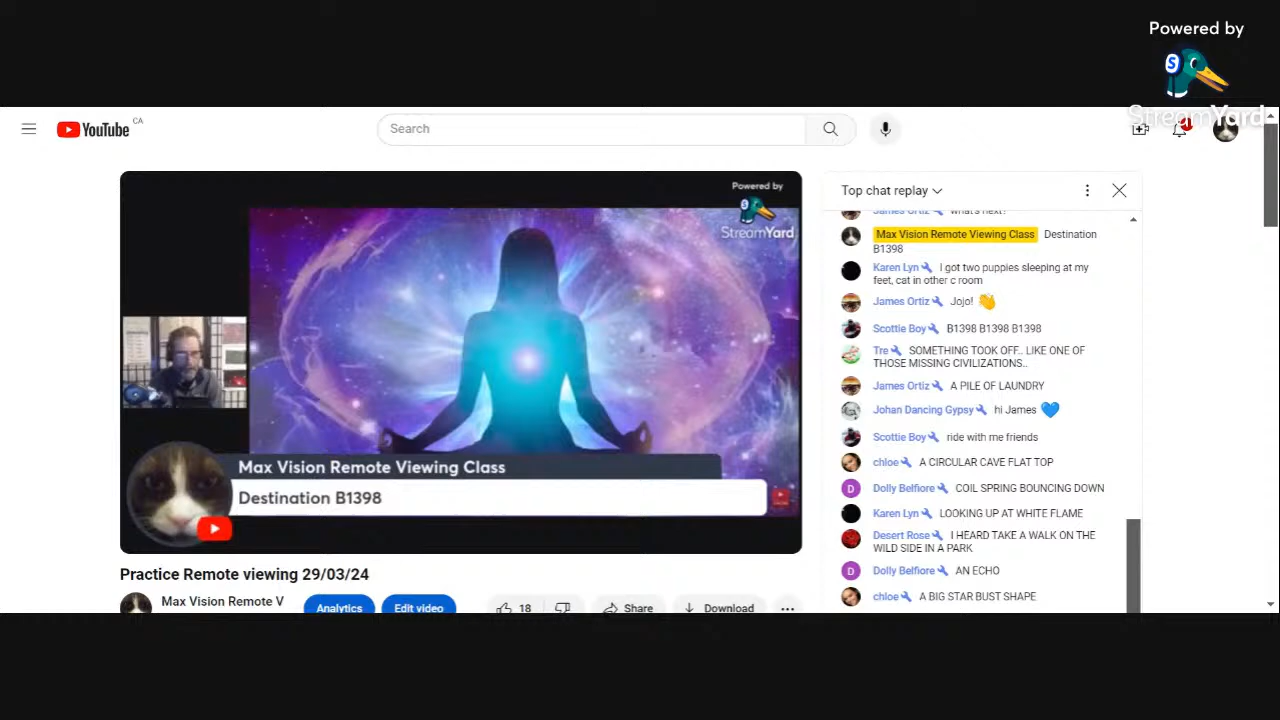 Powered by
StreamYard
YouTube CA
Search
Powered by
StreamYard
Max Vision Remote Viewing Class
Destination B1398
Practice Remote viewing 29/03/24
Max Vision Remote V
Analytics
Edit video
18
Share
Download
Top chat replay
James Ortiz what's next?
Max Vision Remote Viewing Class Destination
B1398
Karen Lyn I got two puppies sleeping at my
feet, cat in other c room
James Ortiz Jojo! 👋
Scottie Boy B1398 B1398 B1398
Tre SOMETHING TOOK OFF.. LIKE ONE OF
THOSE MISSING CIVILIZATIONS..
James Ortiz A PILE OF LAUNDRY
Johan Dancing Gypsy hi James 💙
Scottie Boy ride with me friends
chloe A CIRCULAR CAVE FLAT TOP
D Dolly Belfiore COIL SPRING BOUNCING DOWN
Karen Lyn LOOKING UP AT WHITE FLAME
Desert Rose I HEARD TAKE A WALK ON THE
WILD SIDE IN A PARK
D Dolly Belfiore AN ECHO
chloe A BIG STAR BUST SHAPE